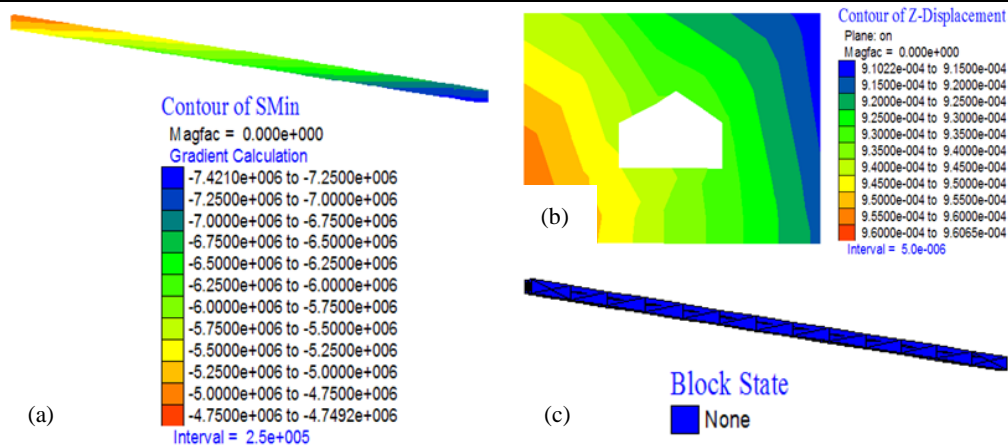 Contour of SMin
Magfac = 0.000e+000
Gradient Calculation
-7.4210e+006 to -7.2500e+006
-7.2500e+006 to -7.0000e+006
-7.0000e+006 to -6.7500e+006
-6.7500e+006 to -6.5000e+006
-6.5000e+006 to -6.2500e+006
-6.2500e+006 to -6.0000e+006
-6.0000e+006 to -5.7500e+006
-5.7500e+006 to -5.5000e+006
-5.5000e+006 to -5.2500e+006
-5.2500e+006 to -5.0000e+006
-5.0000e+006 to -4.7500e+006
-4.7500e+006 to -4.7492e+006
Interval = 2.5e+005
(a)
Contour of Z-Displacement
Plane: on
Magfac = 0.000e+000
9.1022e-004 to 9.1500e-004
9.1500e-004 to 9.2000e-004
9.2000e-004 to 9.2500e-004
9.2500e-004 to 9.3000e-004
9.3000e-004 to 9.3500e-004
9.3500e-004 to 9.4000e-004
9.4000e-004 to 9.4500e-004
9.4500e-004 to 9.5000e-004
9.5000e-004 to 9.5500e-004
9.5500e-004 to 9.6000e-004
9.6000e-004 to 9.6065e-004
Interval = 5.0e-006
(b)
Block State
None
(c)